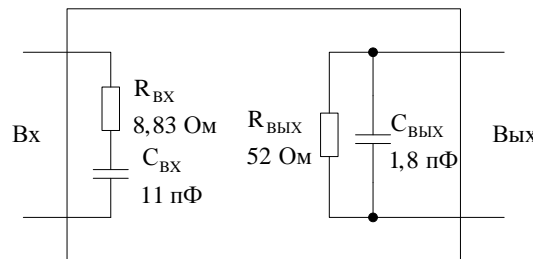 R_ВХ
8,83 Ом
C_ВХ
11 пФ
Вх
R_ВЫХ
52 Ом
C_ВЫХ
1,8 пФ
Вых